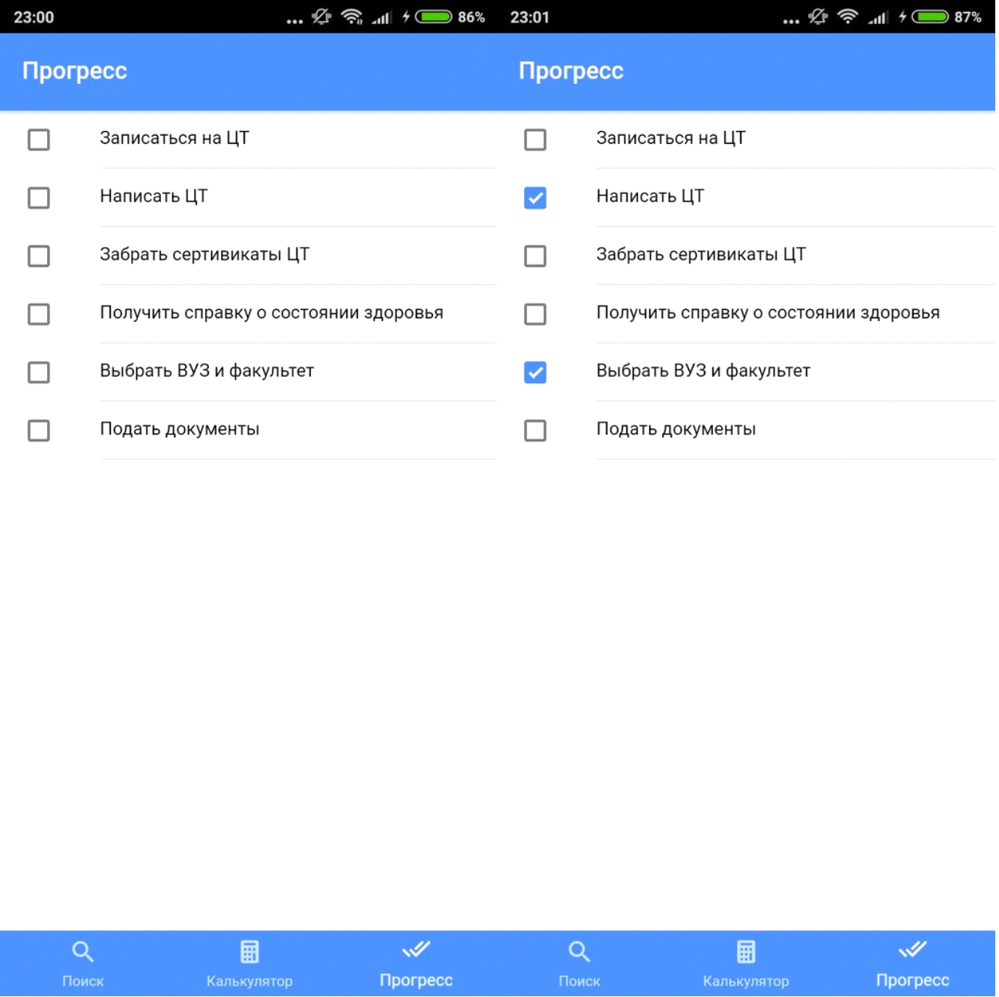 23:00
86%
Прогресс
Записаться на ЦТ
Написать ЦТ
Забрать сертивикаты ЦТ
Получить справку о состоянии здоровья
Выбрать ВУЗ и факультет
Подать документы
Поиск
Калькулятор
Прогресс
23:01
87%
Прогресс
Записаться на ЦТ
Написать ЦТ
Забрать сертивикаты ЦТ
Получить справку о состоянии здоровья
Выбрать ВУЗ и факультет
Подать документы
Поиск
Калькулятор
Прогресс